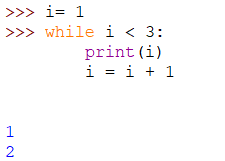 >>> i= 1
>>> while i < 3:
        print(i)
        i = i + 1
1
2